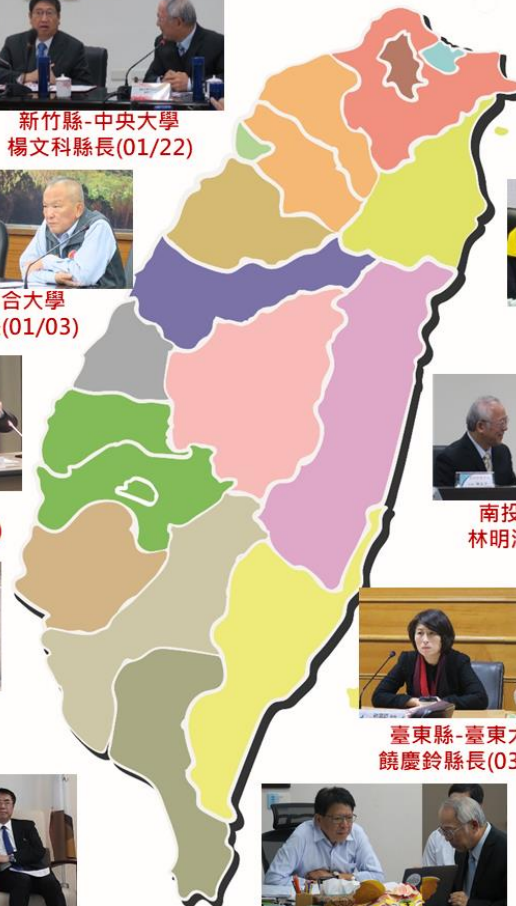 新竹縣-中央大學
楊文科縣長(01/22)
合大學
(01/03)
)
南投
林明
臺東縣-臺東大
饒慶鈴縣長(03